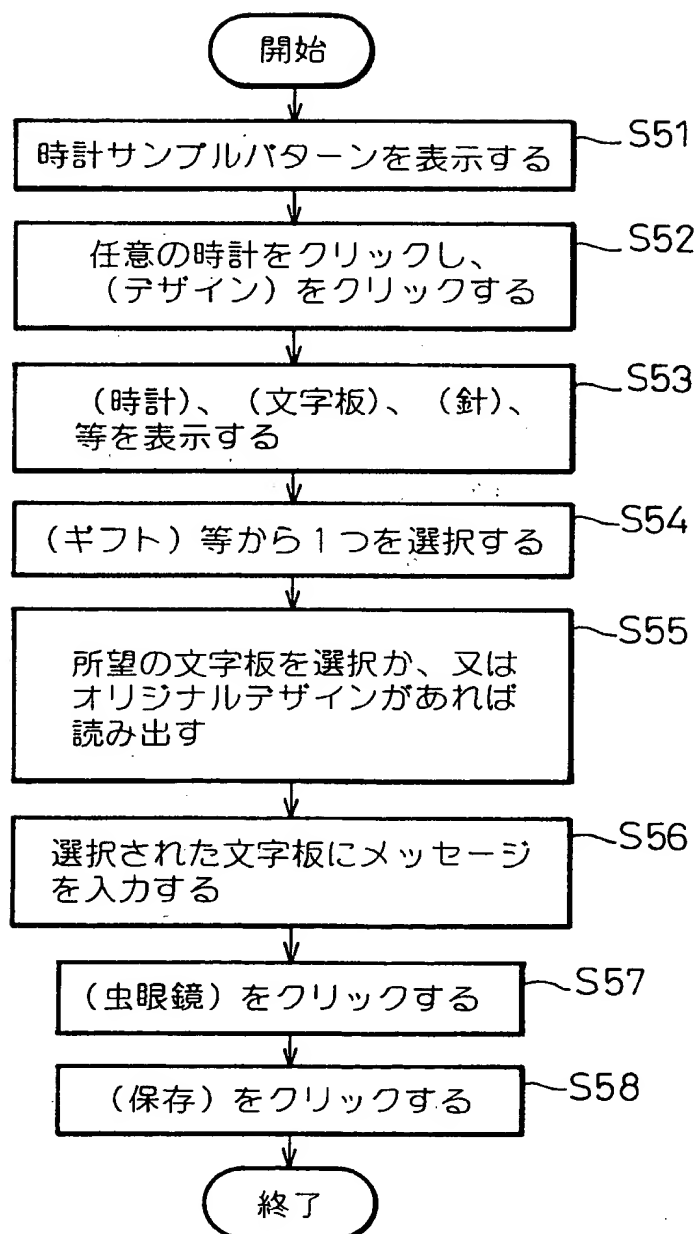 開始
時計サンプルパターンを表示する
S51
任意の時計をクリックし、
(デザイン)をクリックする
S52
(時計)、(文字板)、(針)、
等を表示する
S53
(ギフト)等から1つを選択する
S54
所望の文字板を選択か、又は
オリジナルデザインがあれば
読み出す
S55
選択された文字板にメッセージ
を入力する
S56
(虫眼鏡)をクリックする
S57
(保存)をクリックする
S58
終了